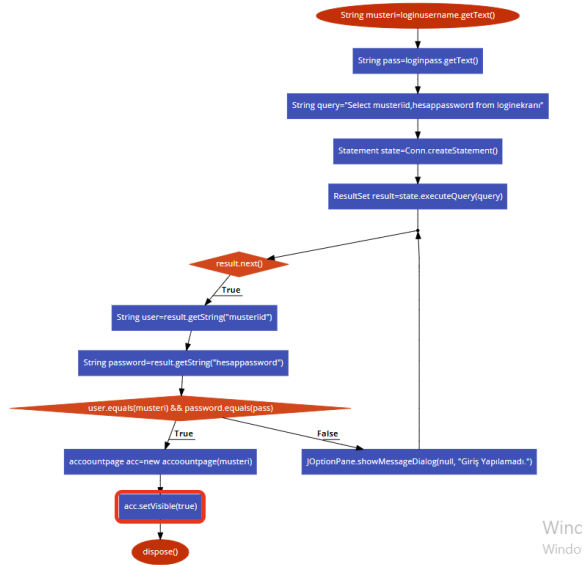 String musteri=loginusername.getText()
String pass=loginpass.getText()
String query="Select musteriid,hesappassword from loginekranı"
Statement state=Conn.createStatement()
ResultSet result=state.executeQuery(query)
result.next()
True
String user=result.getString("musteriid")
String password=result.getString("hesappassword")
user.equals(musteri) && password.equals(pass)
True
False
accoountpage acc=new accoountpage(musteri)
JOptionPane.showMessageDialog(null, "Giriş Yapılamadı.")
acc.setVisible(true)
dispose()